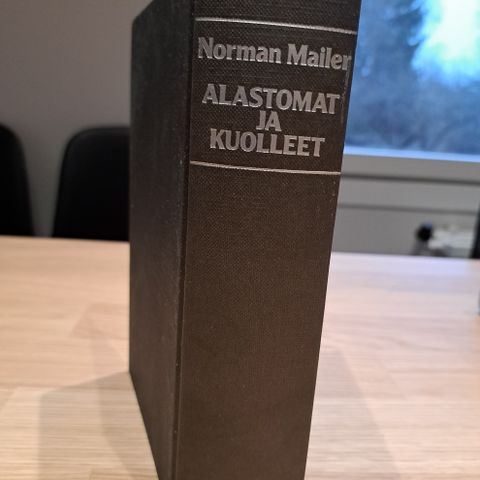 Norman Mailer
ALASTOMAT
JA
KUOLLEET